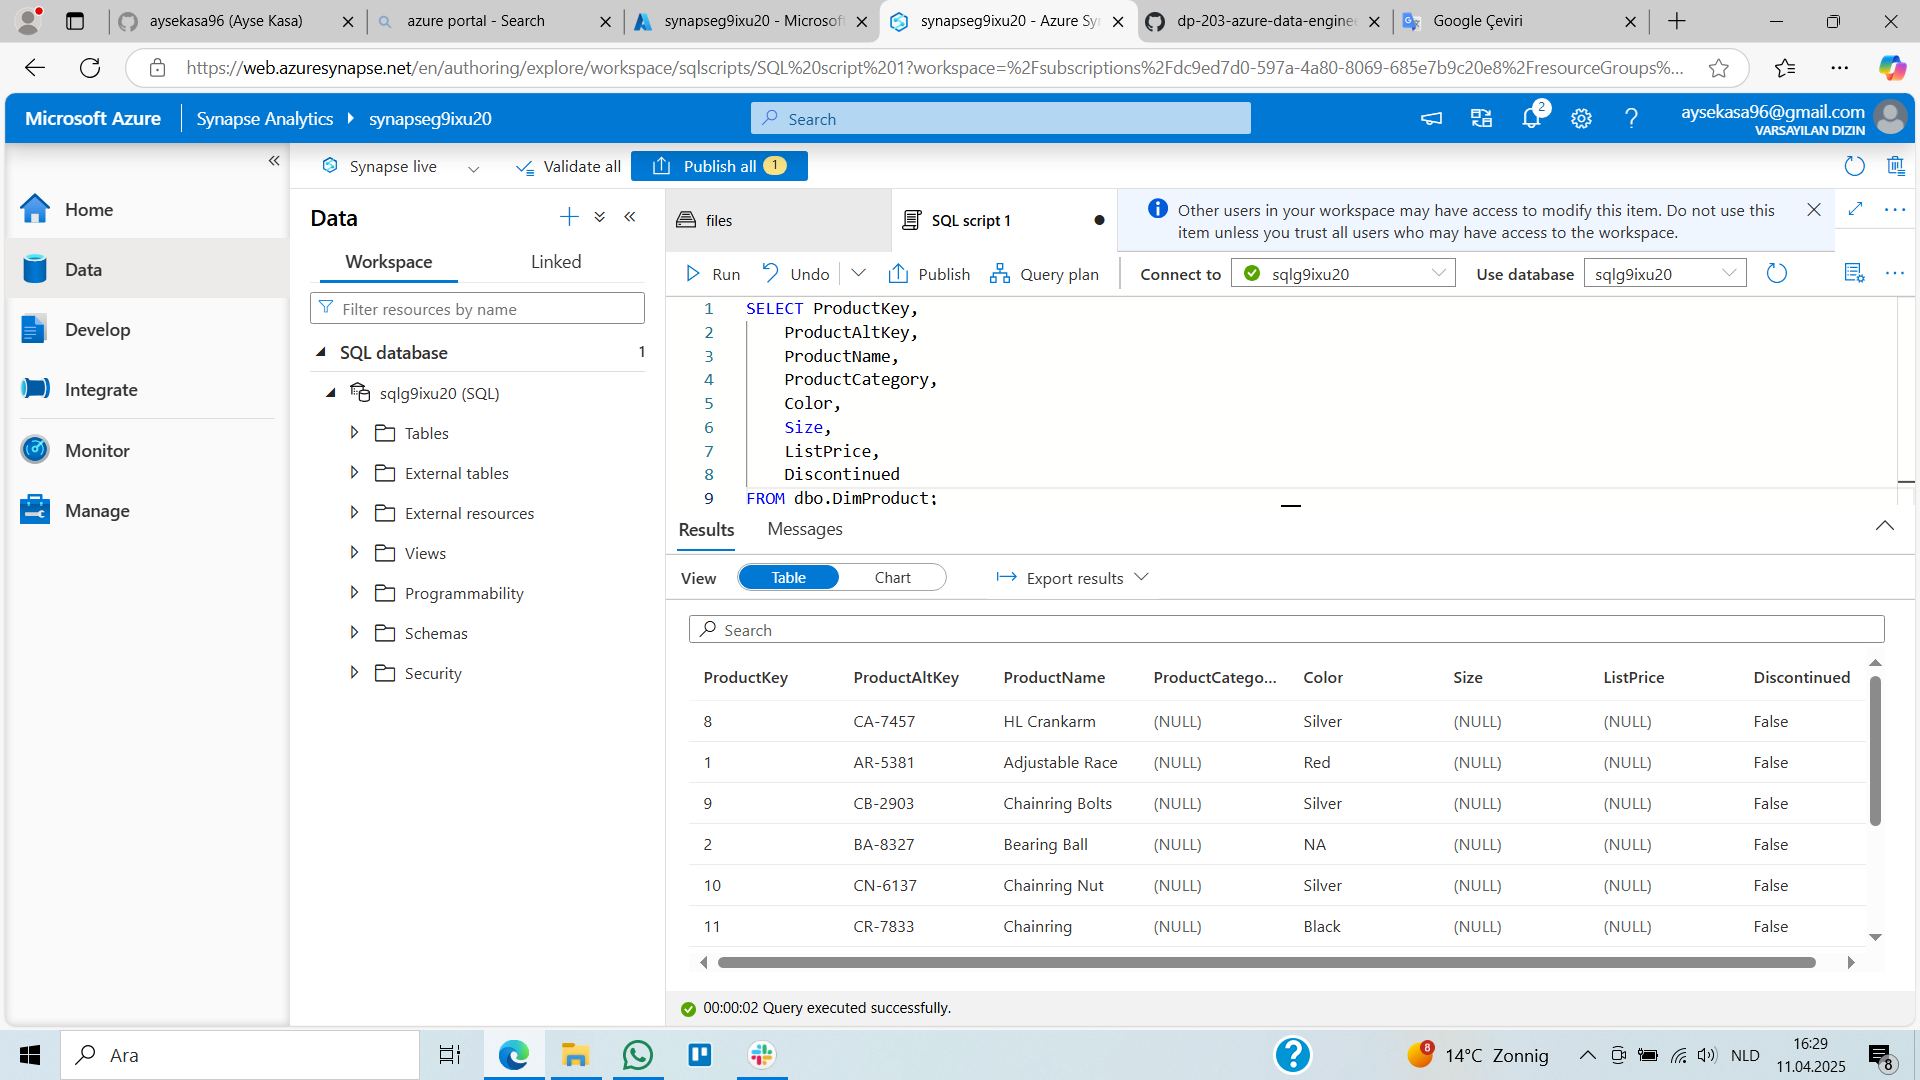 aysekasa96 (Ayse Kasa)
azure portal - Search
synapseg9ixu20 - Microsoft
synapseg9ixu20 - Azure Syn
dp-203-azure-data-enginee
Google Çeviri
https://web.azuresynapse.net/en/authoring/explore/workspace/sqlscripts/SQL%20script%201?workspace=%2Fsubscriptions%2Fdc9ed7d0-597a-4a80-8069-685e7b9c20e8%2FresourceGroups%...
Microsoft Azure
Synapse Analytics
synapseg9ixu20
Search
2
aysekasa96@gmail.com
VARSAYILAN DIZIN
Synapse live
Validate all
Publish all 1
Home
Data
Develop
Integrate
Monitor
Manage
Data
Workspace
Linked
Filter resources by name
SQL database
1
sqlg9ixu20 (SQL)
Tables
External tables
External resources
Views
Programmability
Schemas
Security
files
SQL script 1
Other users in your workspace may have access to modify this item. Do not use this
item unless you trust all users who may have access to the workspace.
Run
Undo
Publish
Query plan
Connect to
sqlg9ixu20
Use database
sqlg9ixu20
1 SELECT ProductKey,
2 ProductAltKey,
3 ProductName,
4 ProductCategory,
5 Color,
6 Size,
7 ListPrice,
8 Discontinued
9 FROM dbo.DimProduct;
Results
Messages
View
Table
Chart
Export results
Search
ProductKey ProductAltKey ProductName ProductCatego... Color Size ListPrice Discontinued
8 CA-7457 HL Crankarm (NULL) Silver (NULL) (NULL) False
1 AR-5381 Adjustable Race (NULL) Red (NULL) (NULL) False
9 CB-2903 Chainring Bolts (NULL) Silver (NULL) (NULL) False
2 BA-8327 Bearing Ball (NULL) NA (NULL) (NULL) False
10 CN-6137 Chainring Nut (NULL) Silver (NULL) (NULL) False
11 CR-7833 Chainring (NULL) Black (NULL) (NULL) False
00:00:02 Query executed successfully.
Ara
8
14°C Zonnig
NLD
16:29
11.04.2025
8